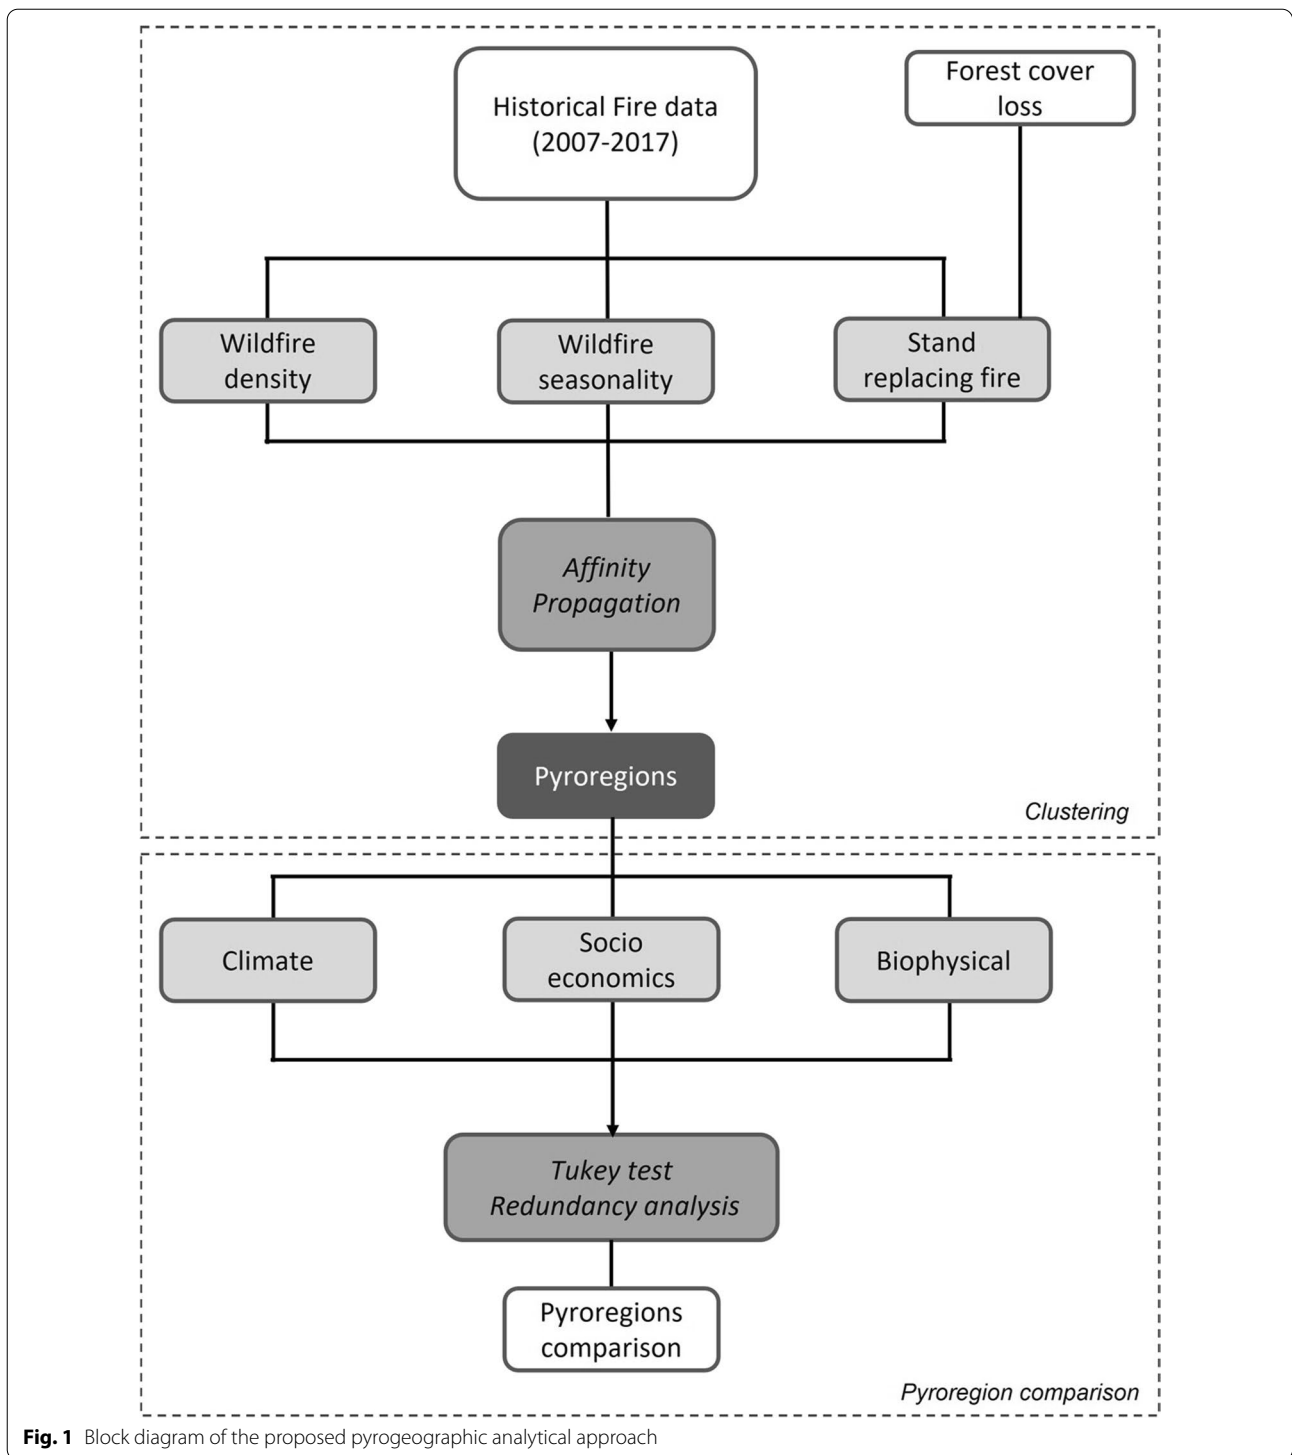 Historical Fire data
(2007-2017)
Forest cover
loss
Wildfire
density
Wildfire
seasonality
Stand
replacing fire
Affinity
Propagation
Pyroregions
Clustering
Climate
Socio
economics
Biophysical
Tukey test
Redundancy analysis
Pyroregions
comparison
Pyroregion comparison
Fig. 1 Block diagram of the proposed pyrogeographic analytical approach